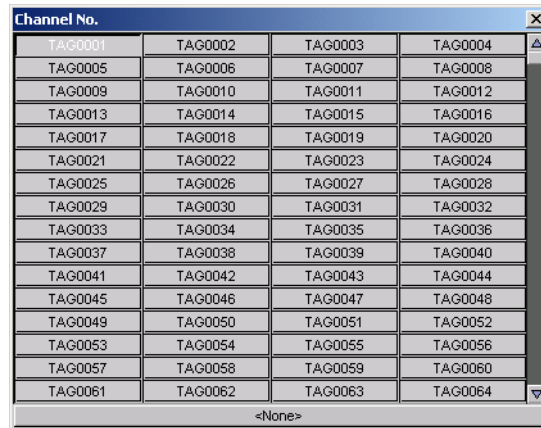 Channel No.
TAG0001 TAG0002 TAG0003 TAG0004
TAG0005 TAG0006 TAG0007 TAG0008
TAG0009 TAG0010 TAG0011 TAG0012
TAG0013 TAG0014 TAG0015 TAG0016
TAG0017 TAG0018 TAG0019 TAG0020
TAG0021 TAG0022 TAG0023 TAG0024
TAG0025 TAG0026 TAG0027 TAG0028
TAG0029 TAG0030 TAG0031 TAG0032
TAG0033 TAG0034 TAG0035 TAG0036
TAG0037 TAG0038 TAG0039 TAG0040
TAG0041 TAG0042 TAG0043 TAG0044
TAG0045 TAG0046 TAG0047 TAG0048
TAG0049 TAG0050 TAG0051 TAG0052
TAG0053 TAG0054 TAG0055 TAG0056
TAG0057 TAG0058 TAG0059 TAG0060
TAG0061 TAG0062 TAG0063 TAG0064
<None>